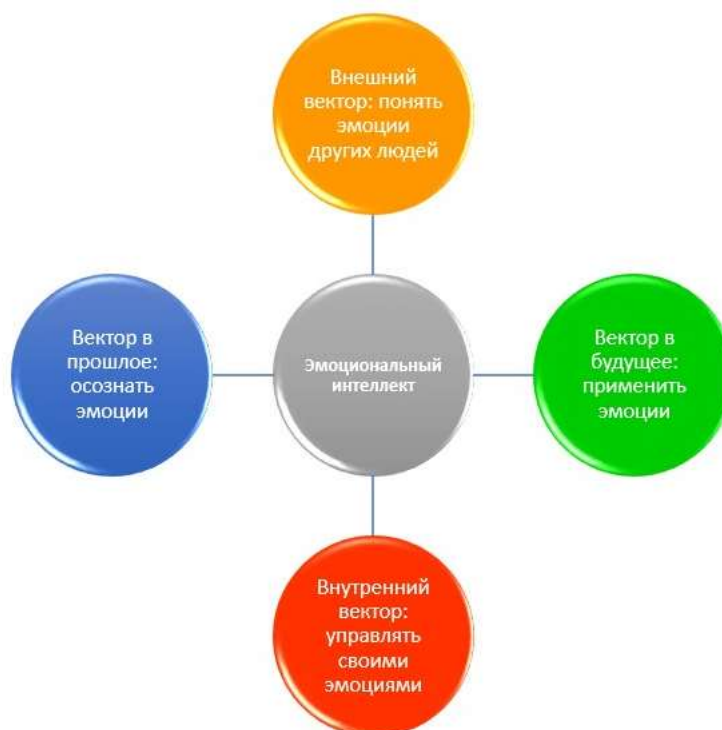 Внешний
вектор: понять
эмоции
других людей
Вектор в
прошлое:
осознать
эмоции
Эмоциональный
интеллект
Вектор в
будущее:
применить
эмоции
Внутренний
вектор:
управлять
своими
эмоциями